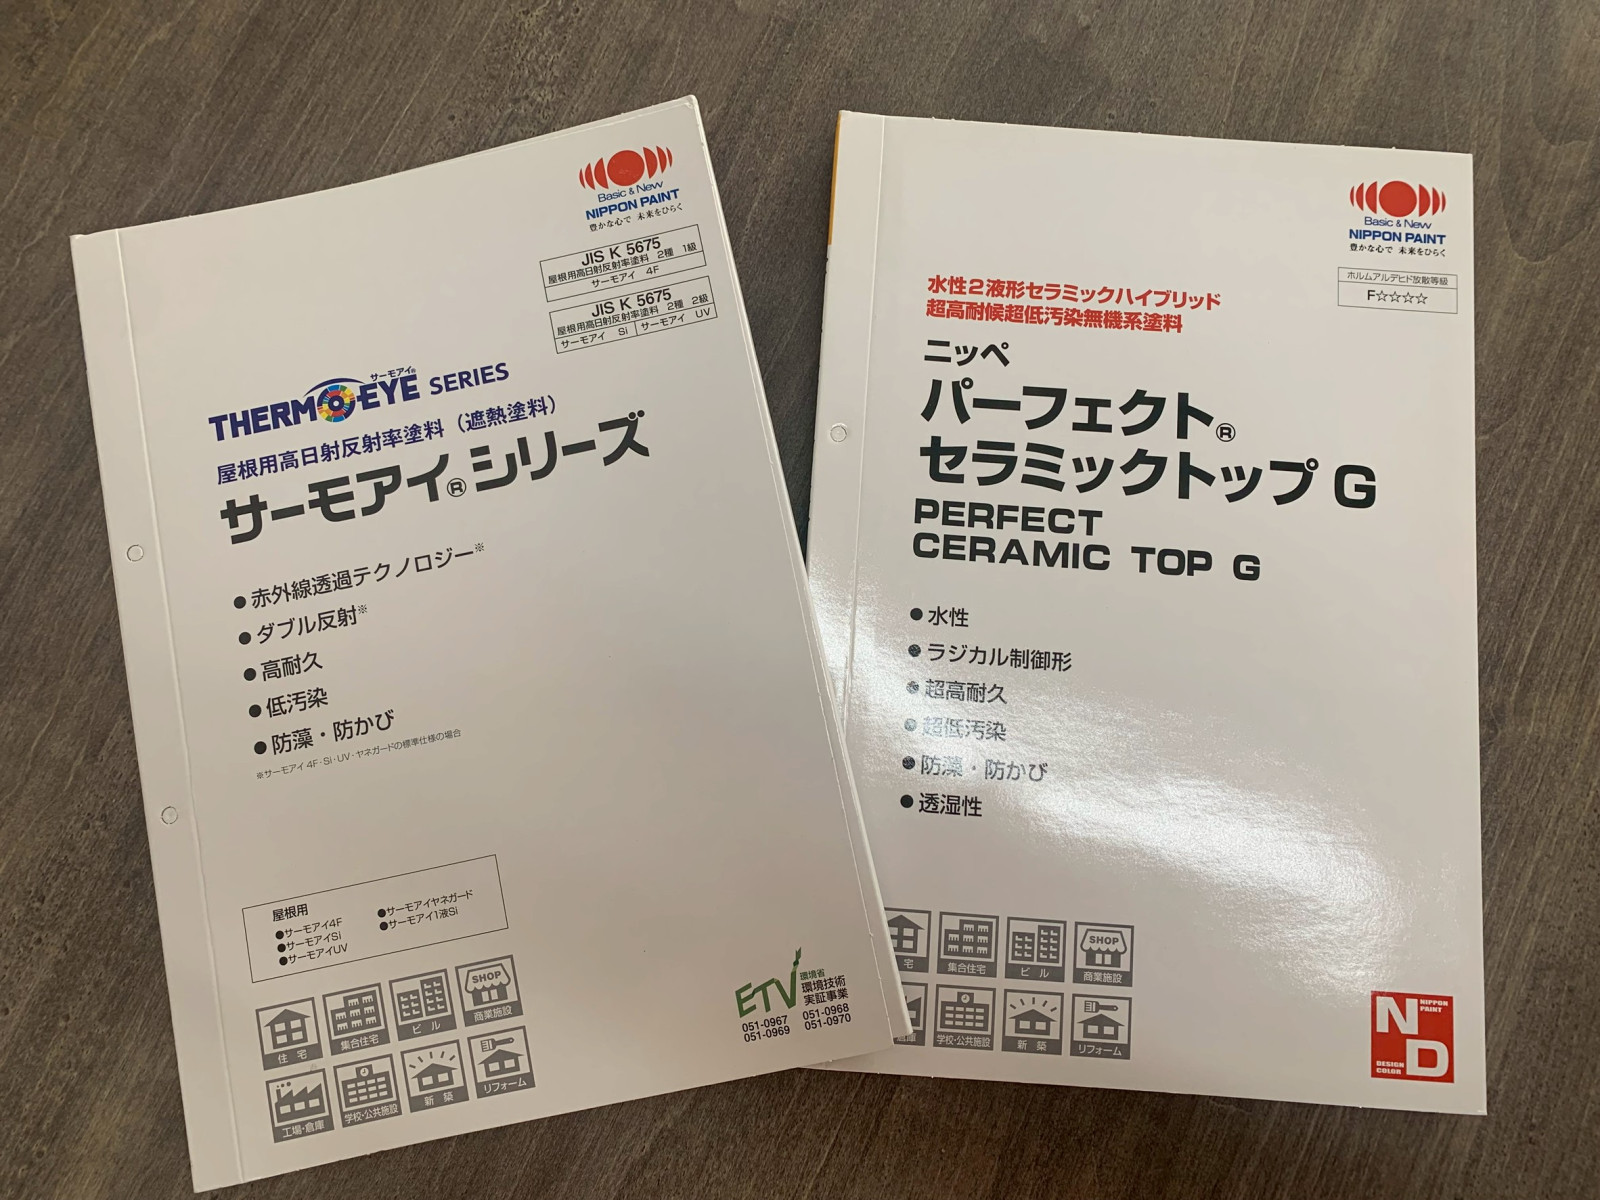 Basic & New
NIPPON PAINT
豊かな心で 未来をひらく
JIS K 5675
屋根用高日射反射率塗料 2種 1級
サーモアイ 4F
JIS K 5675
屋根用高日射反射率塗料 2種 2級
サーモアイ Si サーモアイ UV
サーモアイ®
THERMO EYE SERIES
屋根用高日射反射率塗料（遮熱塗料）
サーモアイ®シリーズ
●赤外線透過テクノロジー※
●ダブル反射※
●高耐久
●低汚染
●防藻・防かび
※サーモアイ4F・Si・UV・ヤネガードの標準仕様の場合
屋根用
●サーモアイ4F ●サーモアイヤネガード
●サーモアイSi ●サーモアイ1液Si
●サーモアイUV
SHOP
住宅 集合住宅 ビル 商業施設
工場・倉庫 学校・公共施設 新築 リフォーム
ETV
環境省
環境技術
実証事業
051-0967 051-0968
051-0969 051-0970
Basic & New
NIPPON PAINT
豊かな心で 未来をひらく
ホルムアルデヒド放散等級
F☆☆☆☆
水性2液形セラミックハイブリッド
超高耐候超低汚染無機系塗料
ニッペ
パーフェクト®
セラミックトップ G
PERFECT
CERAMIC TOP G
●水性
●ラジカル制御形
●超高耐久
●超低汚染
●防藻・防かび
●透湿性
SHOP
宅 集合住宅 ビル 商業施設
倉庫 学校・公共施設 新築 リフォーム
N NIPPON
PAINT
DESIGN
COLOR D